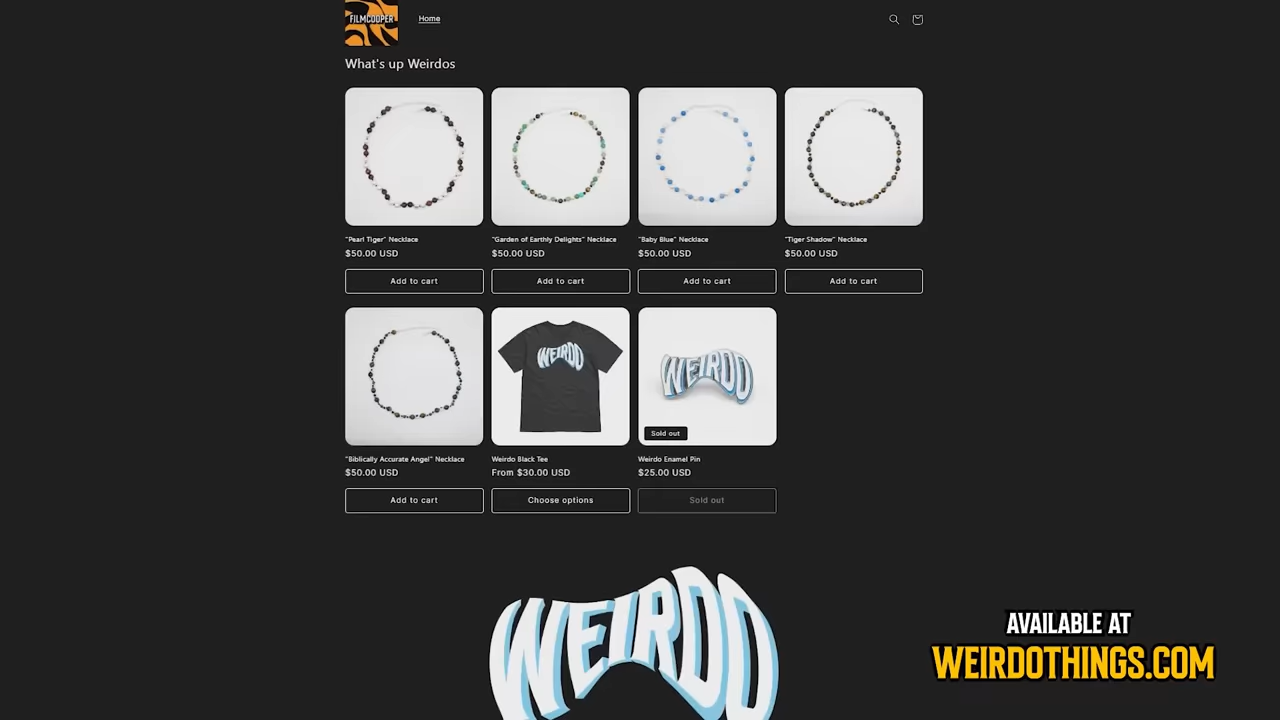 FILMCOOPER
Home
What's up Weirdos
"Pearl Tiger" Necklace
$50.00 USD
Add to cart
"Garden of Earthly Delights" Necklace
$50.00 USD
Add to cart
"Baby Blue" Necklace
$50.00 USD
Add to cart
"Tiger Shadow" Necklace
$50.00 USD
Add to cart
"Biblically Accurate Angel" Necklace
$50.00 USD
Add to cart
WEIRDO
Weirdo Black Tee
From $30.00 USD
Choose options
WEIRDO
Sold out
Weirdo Enamel Pin
$25.00 USD
Sold out
WEIRDO
AVAILABLE AT
WEIRDOTHINGS.COM